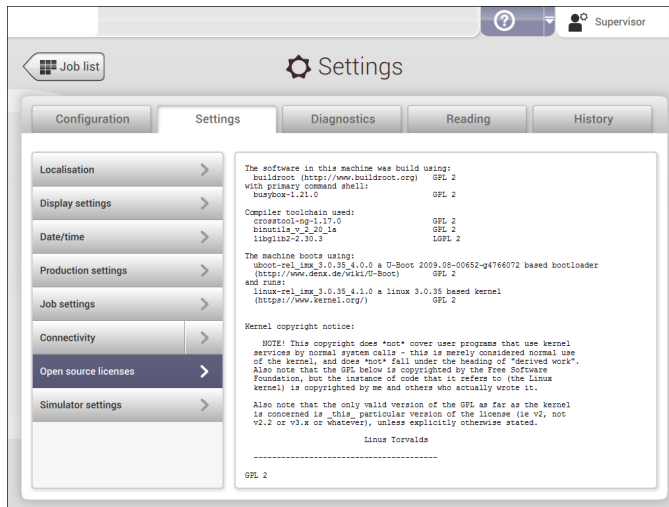 ?
Supervisor
Job list
Settings
Configuration
Settings
Diagnostics
Reading
History
Localisation
Display settings
Date/time
Production settings
Job settings
Connectivity
Open source licenses
Simulator settings
The software in this machine was build using:
buildroot (http://www.buildroot.org) GPL 2
with primary command shell:
busybox-1.21.0 GPL 2
Compiler toolchain used:
crosstool-ng-1.17.0 GPL 2
binutils_v_2_20_1a GPL 2
libglib2-2.30.3 LGPL 2
The machine boots using:
uboot-rel_imx_3.0.35_4.0.0 a U-Boot 2009.08-00652-g4766072 based bootloader
(http://www.denx.de/wiki/U-Boot) GPL 2
and runs:
linux-rel_imx_3.0.35_4.1.0 a linux 3.0.35 based kernel
(https://www.kernel.org/) GPL 2
Kernel copyright notice:
NOTE! This copyright does *not* cover user programs that use kernel
services by normal system calls - this is merely considered normal use
of the kernel, and does *not* fall under the heading of "derived work".
Also note that the GPL below is copyrighted by the Free Software
Foundation, but the instance of code that it refers to (the Linux
kernel) is copyrighted by me and others who actually wrote it.
Also note that the only valid version of the GPL as far as the kernel
is concerned is _this_ particular version of the license (ie v2, not
v2.2 or v3.x or whatever), unless explicitly otherwise stated.
Linus Torvalds
----------------------------------------
GPL 2